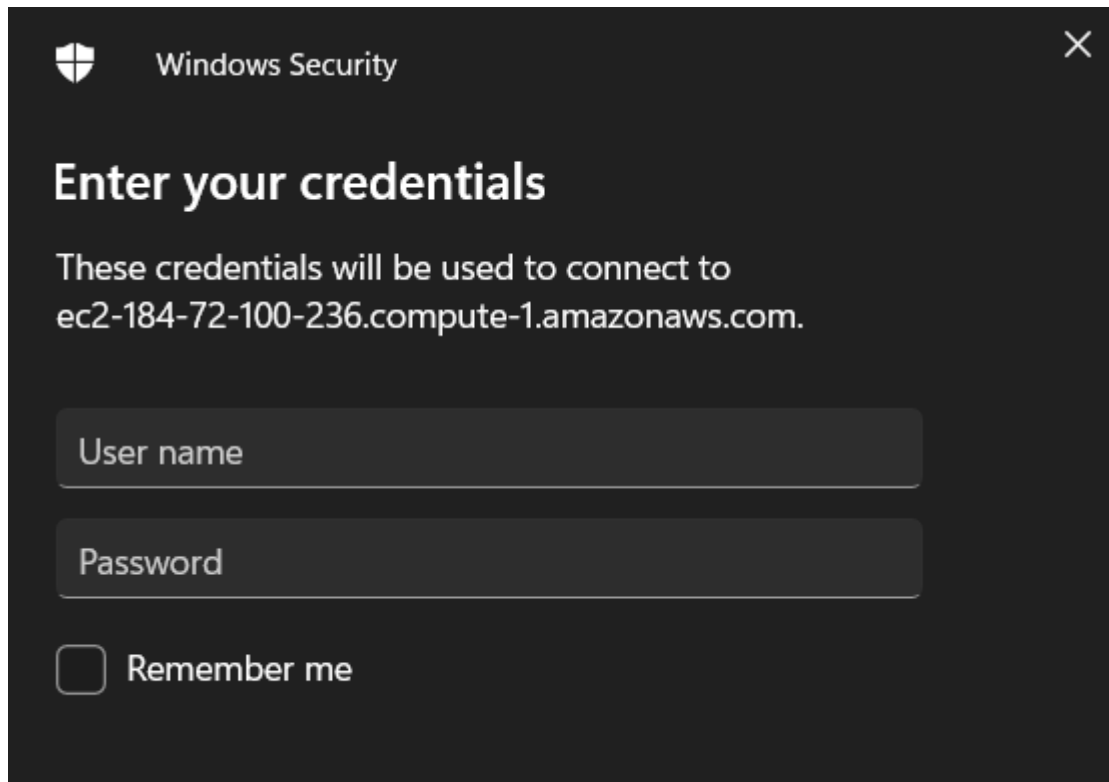 Windows Security
Enter your credentials
These credentials will be used to connect to
ec2-184-72-100-236.compute-1.amazonaws.com.
User name
Password
Remember me